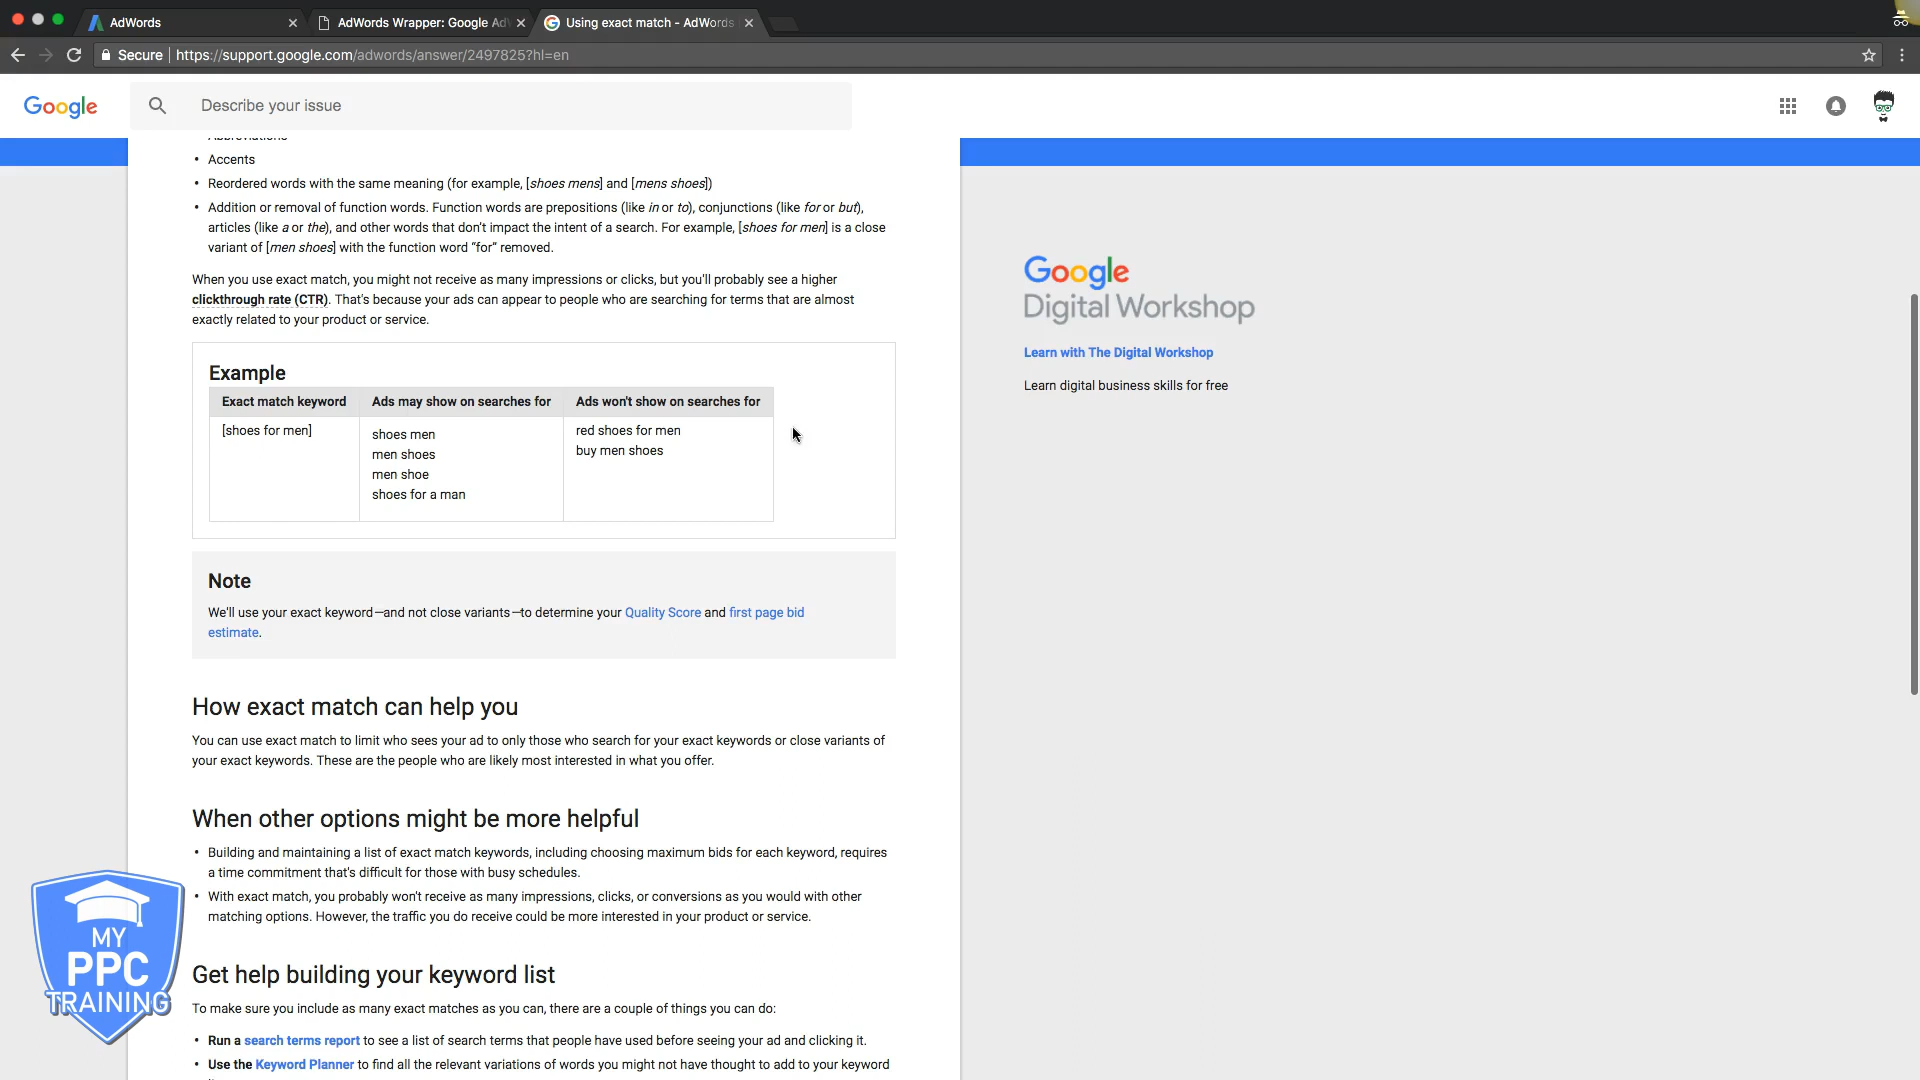 AdWords
AdWords Wrapper: Google Ad
Using exact match - AdWords
Secure
https://support.google.com/adwords/answer/2497825?hl=en
Google
Describe your issue
Abbreviations
• Accents
• Reordered words with the same meaning (for example, [shoes mens] and [mens shoes])
• Addition or removal of function words. Function words are prepositions (like in or to), conjunctions (like for or but),
articles (like a or the), and other words that don't impact the intent of a search. For example, [shoes for men] is a close
variant of [men shoes] with the function word “for” removed.
When you use exact match, you might not receive as many impressions or clicks, but you'll probably see a higher
clickthrough rate (CTR). That's because your ads can appear to people who are searching for terms that are almost
exactly related to your product or service.
Example
Exact match keyword
Ads may show on searches for
Ads won't show on searches for
[shoes for men]
shoes men
men shoes
men shoe
shoes for a man
red shoes for men
buy men shoes
Note
We'll use your exact keyword—and not close variants—to determine your Quality Score and first page bid
estimate.
How exact match can help you
You can use exact match to limit who sees your ad to only those who search for your exact keywords or close variants of
your exact keywords. These are the people who are likely most interested in what you offer.
When other options might be more helpful
• Building and maintaining a list of exact match keywords, including choosing maximum bids for each keyword, requires
a time commitment that's difficult for those with busy schedules.
• With exact match, you probably won't receive as many impressions, clicks, or conversions as you would with other
matching options. However, the traffic you do receive could be more interested in your product or service.
Get help building your keyword list
To make sure you include as many exact matches as you can, there are a couple of things you can do:
• Run a search terms report to see a list of search terms that people have used before seeing your ad and clicking it.
• Use the Keyword Planner to find all the relevant variations of words you might not have thought to add to your keyword
Google
Digital Workshop
Learn with The Digital Workshop
Learn digital business skills for free
MY
PPC
TRAINING